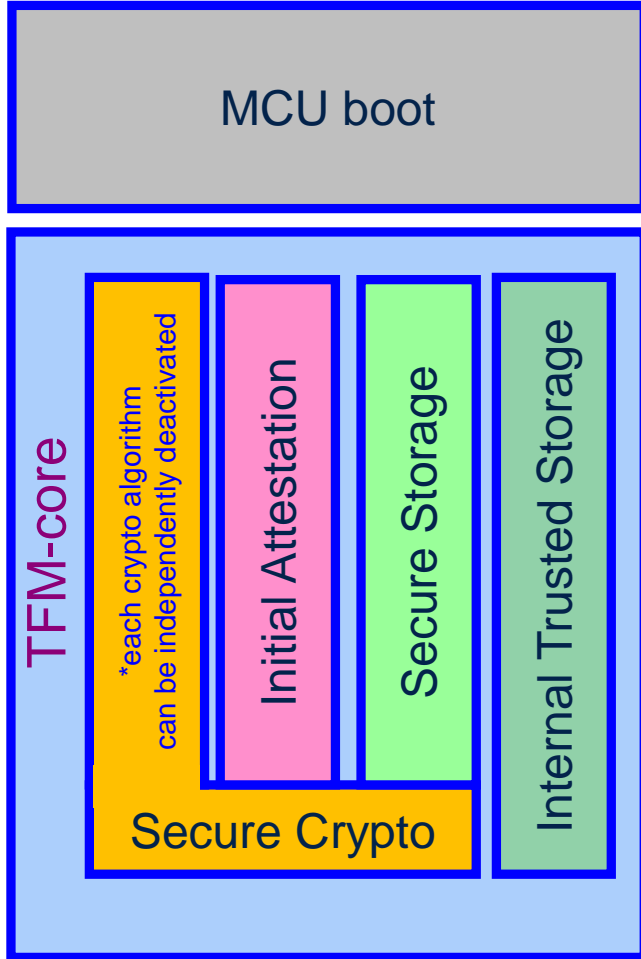 MCU boot
TFM-core
*each crypto algorithm
can be independently deactivated
Initial Attestation
Secure Storage
Internal Trusted Storage
Secure Crypto